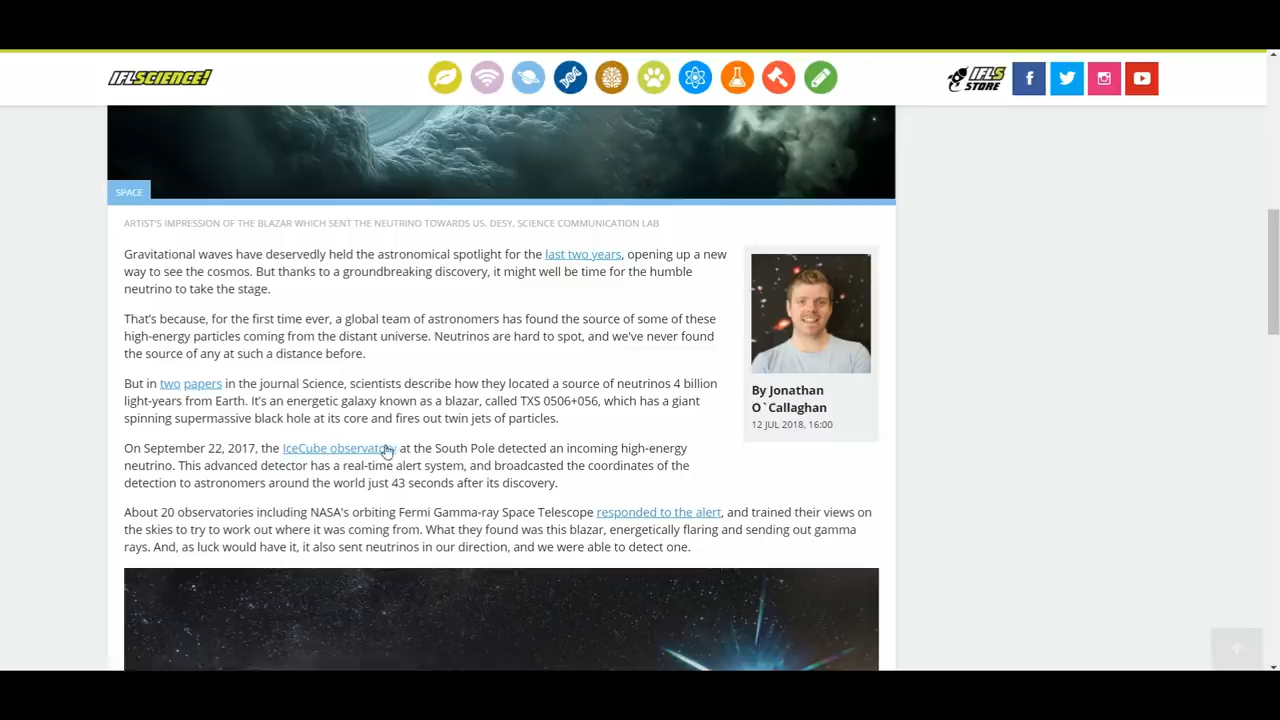 IFLSCIENCE!
IFLS
STORE
SPACE
ARTIST'S IMPRESSION OF THE BLAZAR WHICH SENT THE NEUTRINO TOWARDS US. DESY, SCIENCE COMMUNICATION LAB
Gravitational waves have deservedly held the astronomical spotlight for the last two years, opening up a new
way to see the cosmos. But thanks to a groundbreaking discovery, it might well be time for the humble
neutrino to take the stage.
That's because, for the first time ever, a global team of astronomers has found the source of some of these
high-energy particles coming from the distant universe. Neutrinos are hard to spot, and we've never found
the source of any at such a distance before.
But in two papers in the journal Science, scientists describe how they located a source of neutrinos 4 billion
light-years from Earth. It's an energetic galaxy known as a blazar, called TXS 0506+056, which has a giant
spinning supermassive black hole at its core and fires out twin jets of particles.
On September 22, 2017, the IceCube observatory at the South Pole detected an incoming high-energy
neutrino. This advanced detector has a real-time alert system, and broadcasted the coordinates of the
detection to astronomers around the world just 43 seconds after its discovery.
About 20 observatories including NASA's orbiting Fermi Gamma-ray Space Telescope responded to the alert, and trained their views on
the skies to try to work out where it was coming from. What they found was this blazar, energetically flaring and sending out gamma
rays. And, as luck would have it, it also sent neutrinos in our direction, and we were able to detect one.
By Jonathan
O`Callaghan
12 JUL 2018, 16:00